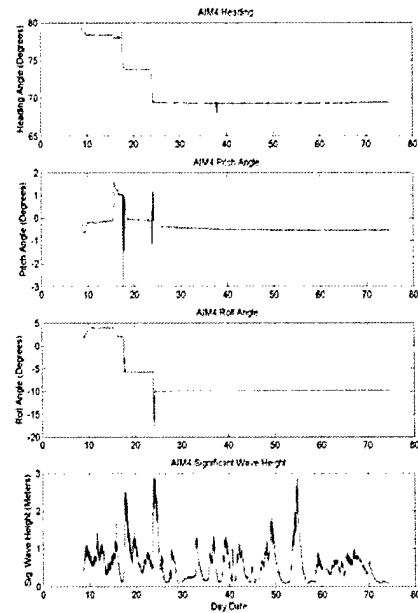 AIM4 Heading
Heading Angle (Degrees)
80
75
70
65
0 10 20 30 40 50 60 70 80
AIM4 Pitch Angle
Pitch Angle (Degrees)
2
1
0
-1
-2
-3
0 10 20 30 40 50 60 70 80
AIM4 Roll Angle
Roll Angle (Degrees)
5
0
-5
-10
-15
-20
0 10 20 30 40 50 60 70 80
AIM4 Significant Wave Height
Sig. Wave Height (Meters)
3
2
1
0
0 10 20 30 40 50 60 70 80
Day Date